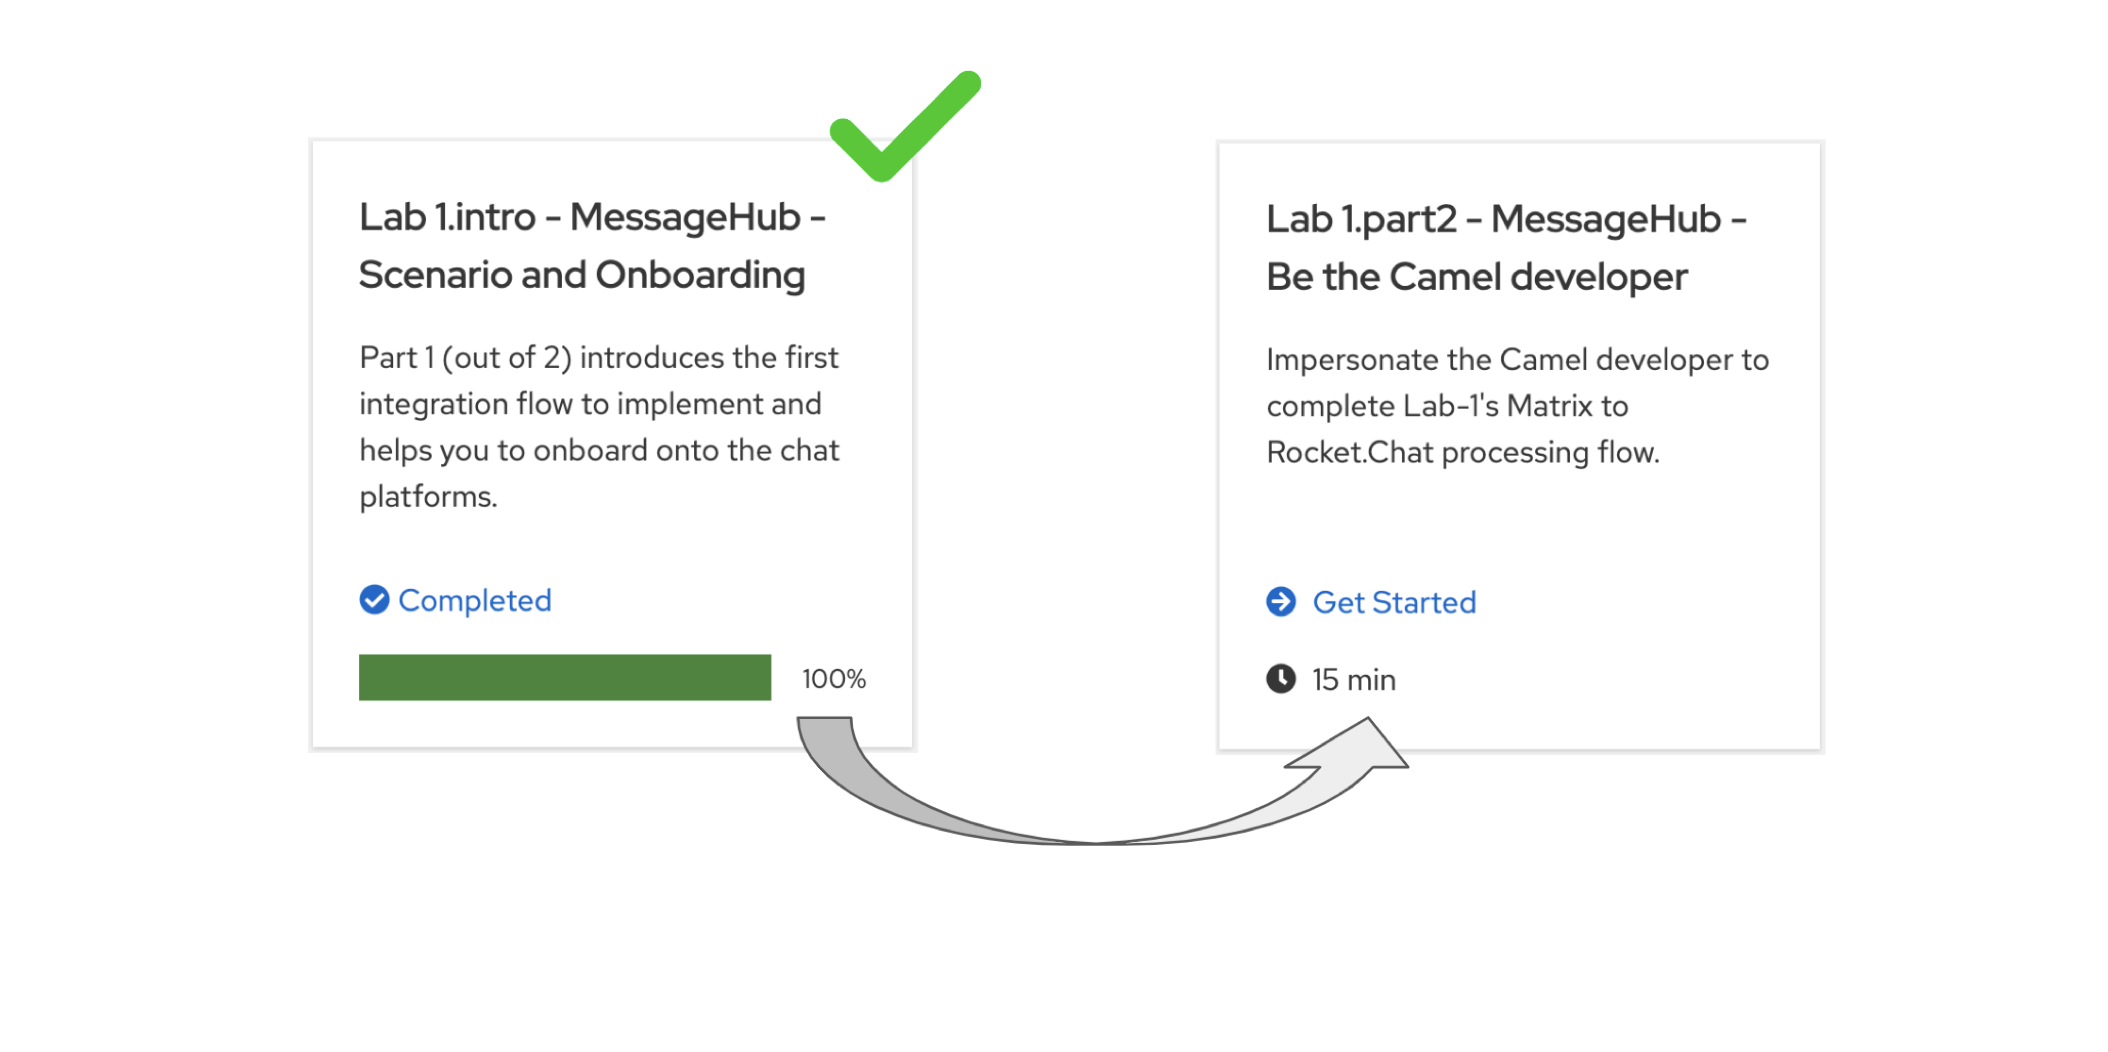 Lab 1.intro - MessageHub -
Scenario and Onboarding
Part 1 (out of 2) introduces the first
integration flow to implement and
helps you to onboard onto the chat
platforms.
Completed
100%
Lab 1.part2 - MessageHub -
Be the Camel developer
Impersonate the Camel developer to
complete Lab-1's Matrix to
Rocket.Chat processing flow.
Get Started
15 min